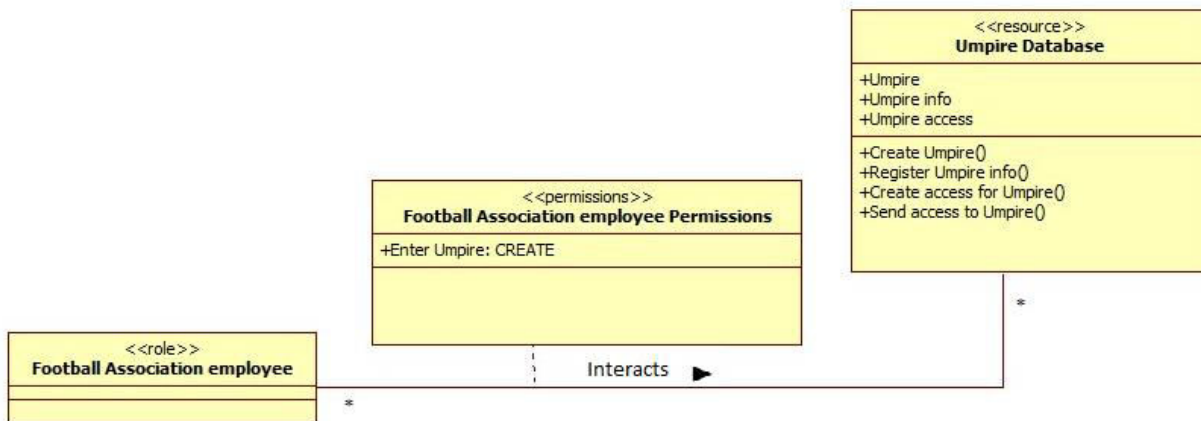 <<resource>>
Umpire Database
+Umpire
+Umpire info
+Umpire access
+Create Umpire()
+Register Umpire info()
+Create access for Umpire()
+Send access to Umpire()
<<permissions>>
Football Association employee Permissions
+Enter Umpire: CREATE
<<role>>
Football Association employee
Interacts
*
*